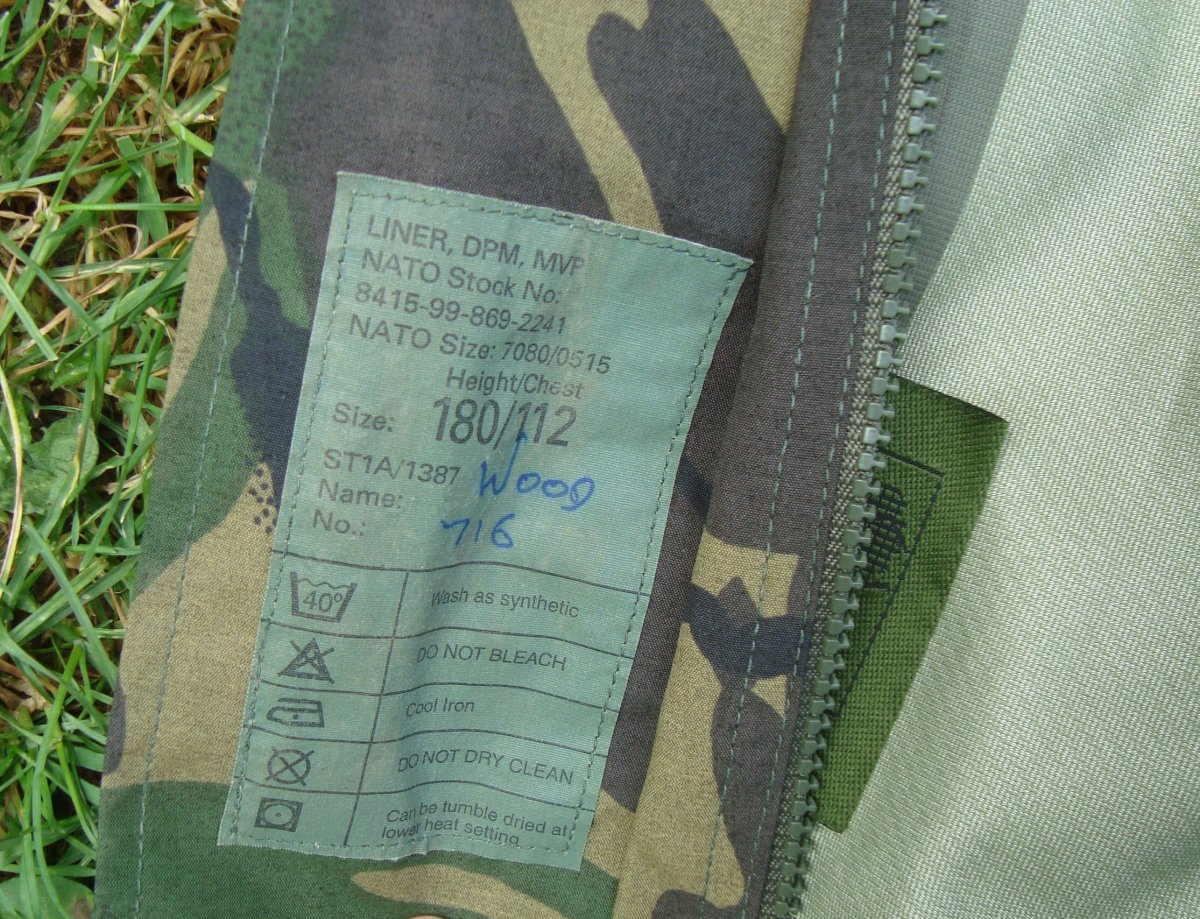 LINER, DPM, MVP
NATO Stock No:
8415-99-869-2241
NATO Size: 7080/0515
Height/Chest
Size: 180/112
ST1A/1387
Name: WOOD
No.: 716
40° Wash as synthetic
DO NOT BLEACH
Cool Iron
DO NOT DRY CLEAN
Can be tumble dried at
lower heat setting.